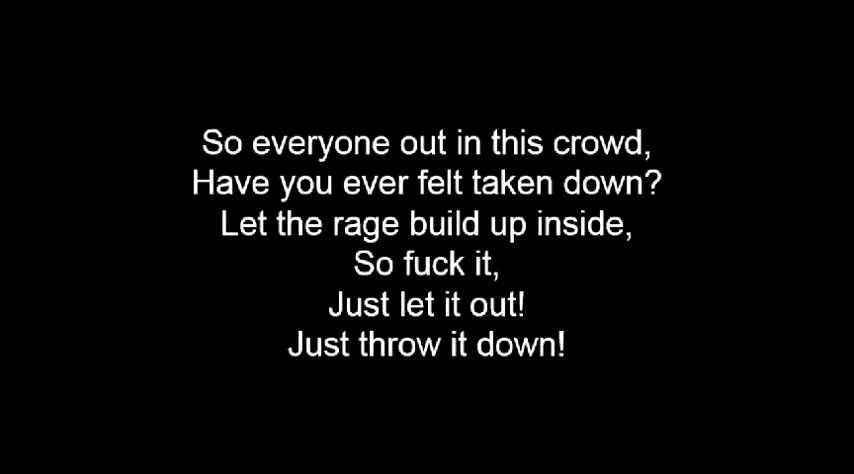 So everyone out in this crowd,
Have you ever felt taken down?
Let the rage build up inside,
So fuck it,
Just let it out!
Just throw it down!